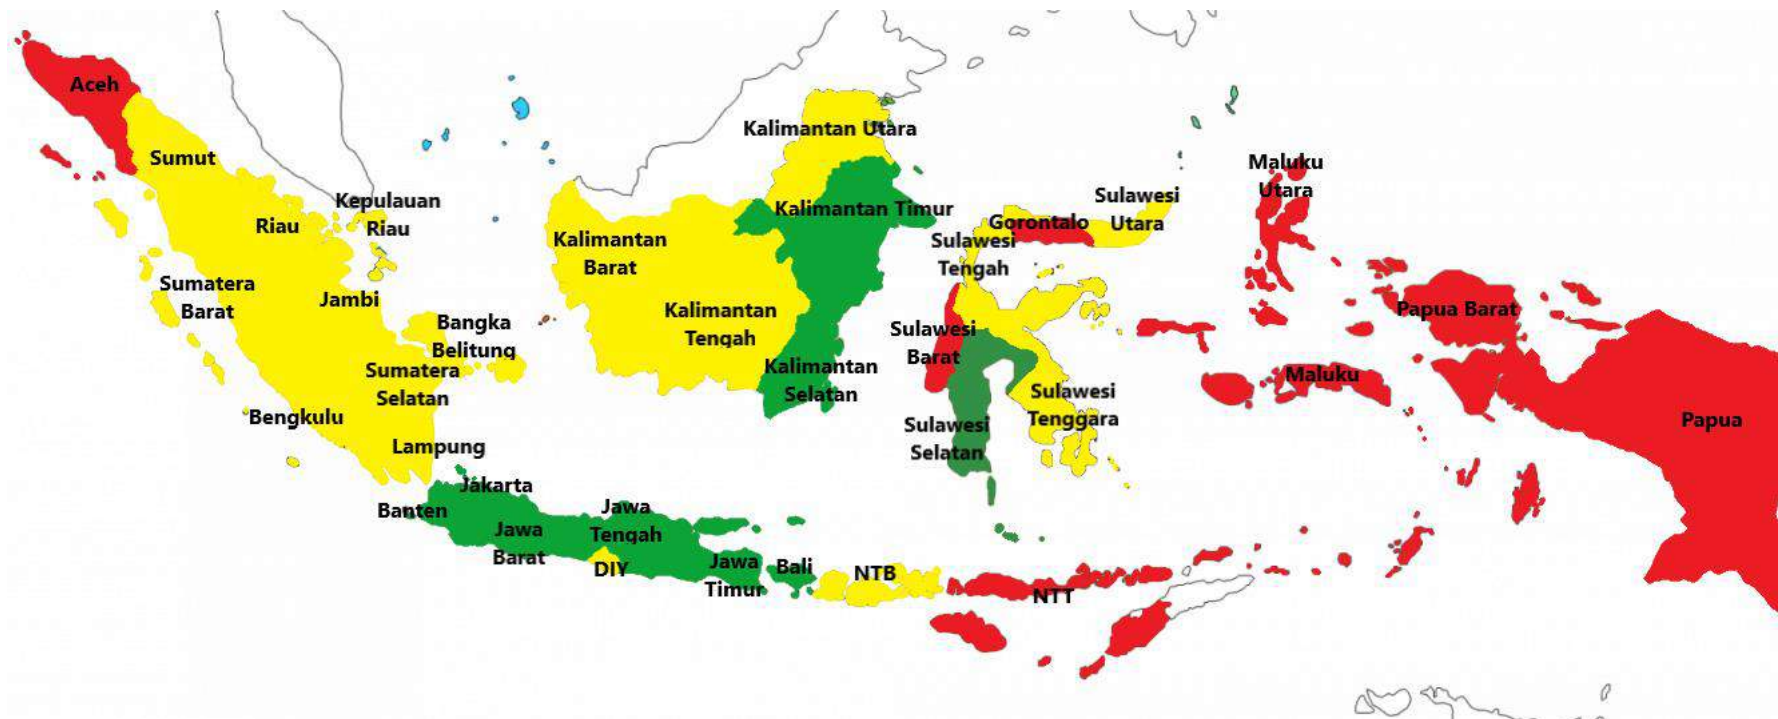 Aceh
Sumut
Kepulauan
Riau
Riau
Sumatera
Barat
Jambi
Bangka
Belitung
Sumatera
Selatan
Bengkulu
Lampung
Jakarta
Banten
Jawa
Barat
Jawa
Tengah
DIY
Jawa
Timur
Bali
NTB
NTT
Kalimantan Utara
Kalimantan Timur
Kalimantan
Barat
Kalimantan
Tengah
Kalimantan
Selatan
Sulawesi
Utara
Gorontalo
Sulawesi
Tengah
Sulawesi
Barat
Sulawesi
Tenggara
Sulawesi
Selatan
Maluku
Utara
Papua Barat
Maluku
Papua